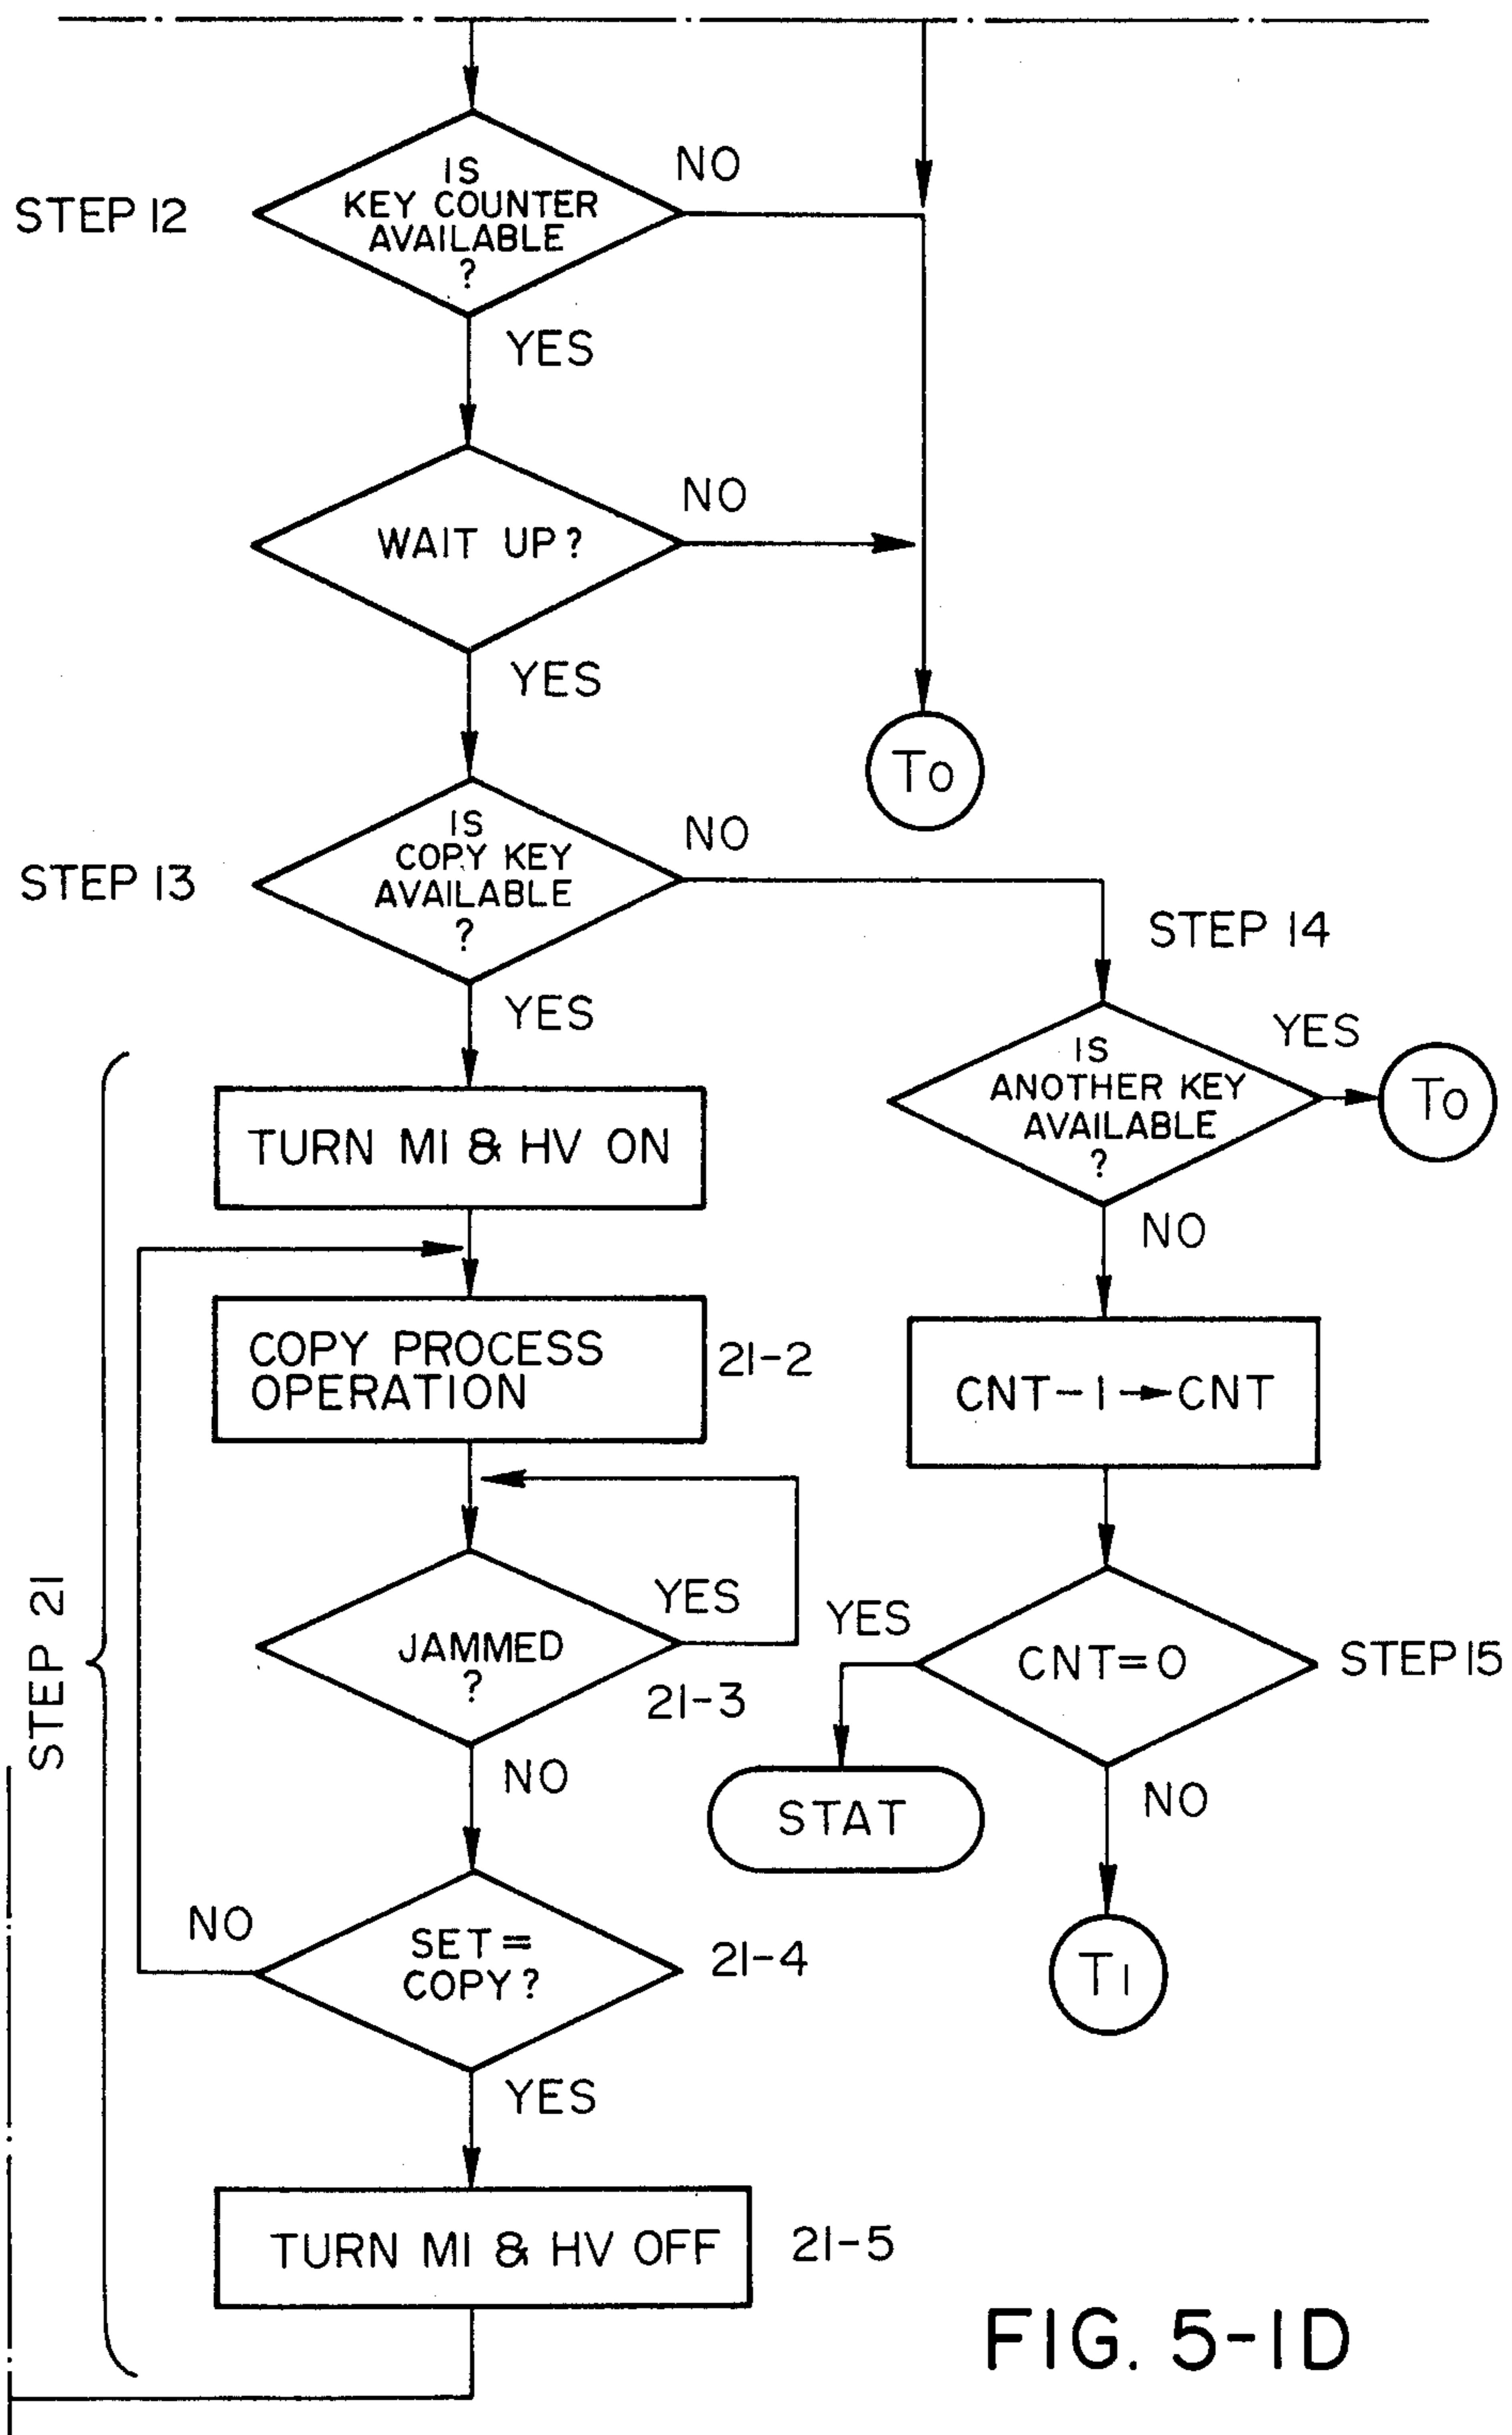 IS
KEY COUNTER
AVAILABLE
?
NO
STEP 12
YES
WAIT UP?
NO
YES
To
IS
COPY KEY
AVAILABLE
?
NO
STEP 13
YES
STEP 14
IS
ANOTHER KEY
AVAILABLE
?
YES
To
NO
TURN M1 & HV ON
COPY PROCESS
OPERATION
21-2
CNT-1→CNT
JAMMED
?
YES
21-3
NO
STEP 21
YES
CNT=0
STEP 15
STAT
NO
T1
SET=
COPY?
NO
21-4
YES
TURN M1 & HV OFF
21-5
FIG. 5-1D